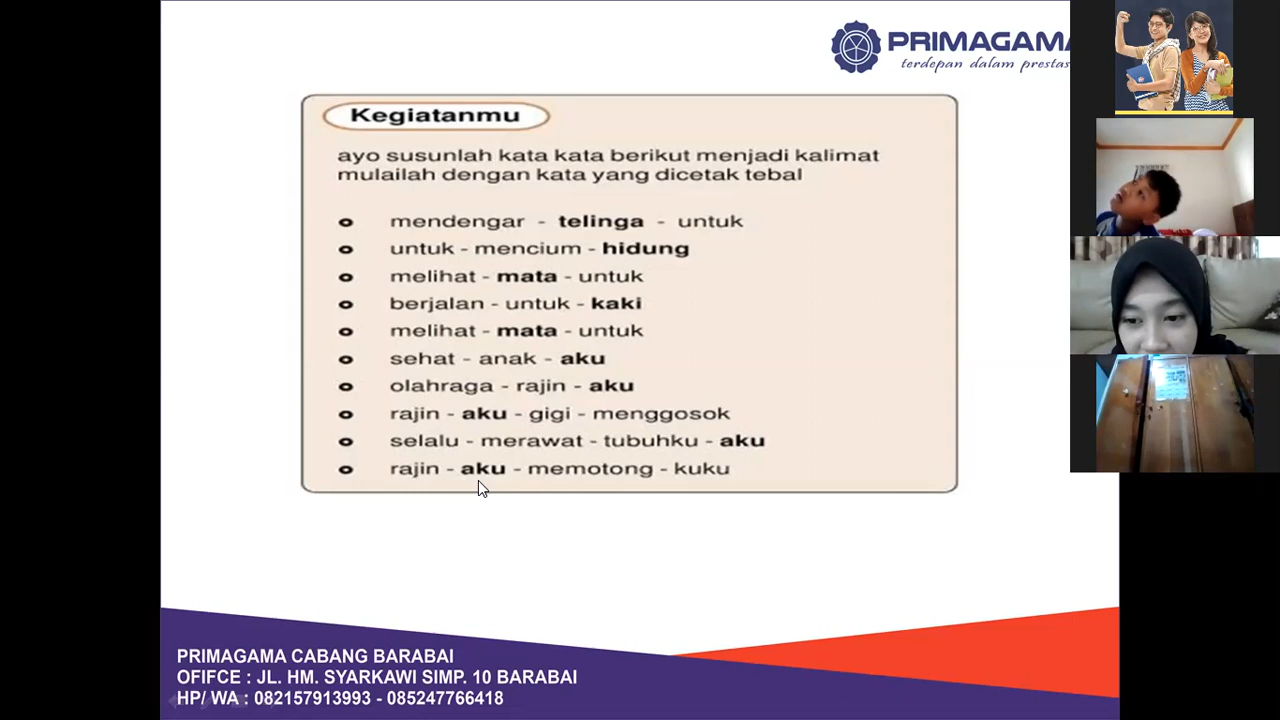 PRIMAGAMA
terdepan dalam prestas
Kegiatanmu
ayo susunlah kata kata berikut menjadi kalimat
mulailah dengan kata yang dicetak tebal
mendengar - telinga - untuk
untuk - mencium - hidung
melihat - mata - untuk
berjalan - untuk - kaki
melihat - mata - untuk
sehat - anak - aku
olahraga - rajin - aku
rajin - aku - gigi - menggosok
selalu - merawat - tubuhku - aku
rajin - aku - memotong - kuku
PRIMAGAMA CABANG BARABAI
OFIFCE : JL. HM. SYARKAWI SIMP. 10 BARABAI
HP/ WA : 082157913993 - 085247766418